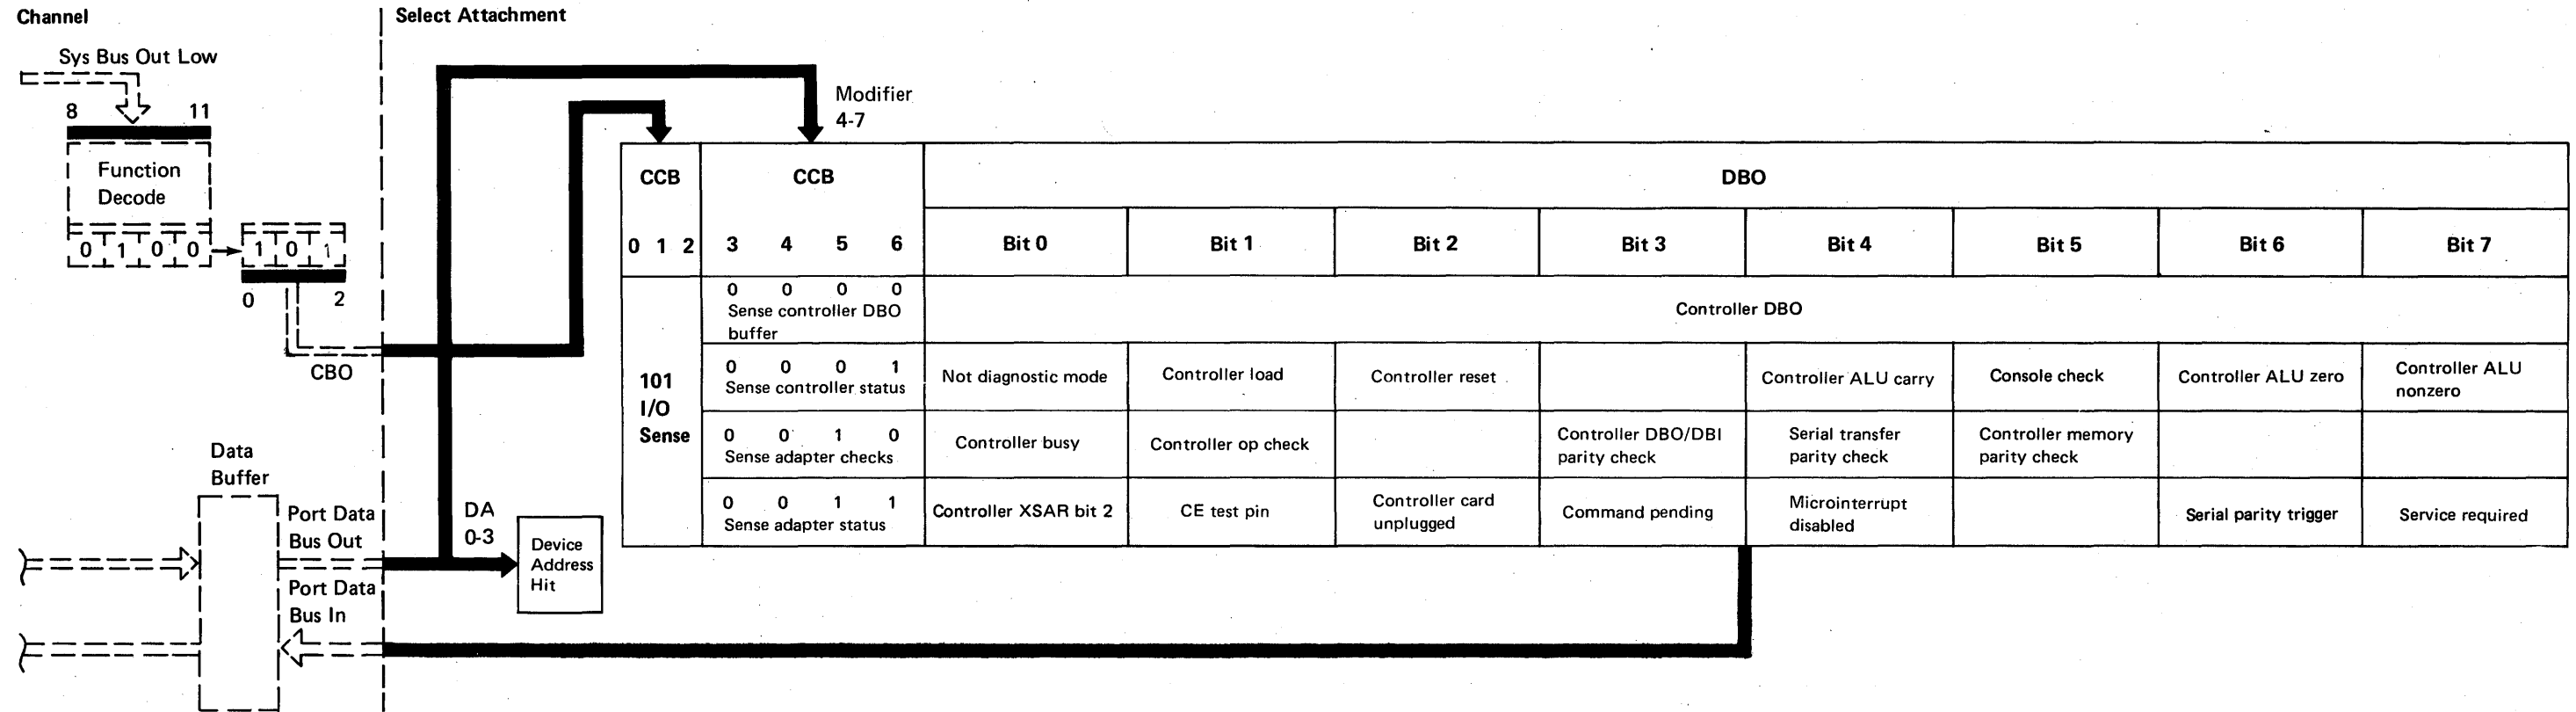 Channel
Select Attachment
Sys Bus Out Low
8 11
Function
Decode
0 1 0 0
1 0 1
0 2
CBO
Modifier
4-7
CCB CCB DBO
0 1 2 3 4 5 6 Bit 0 Bit 1 Bit 2 Bit 3 Bit 4 Bit 5 Bit 6 Bit 7
101
I/O
Sense
0 0 0 0
Sense controller DBO
buffer
Controller DBO
0 0 0 1
Sense controller status
Not diagnostic mode
Controller load
Controller reset
Controller ALU carry
Console check
Controller ALU zero
Controller ALU
nonzero
0 0 1 0
Sense adapter checks
Controller busy
Controller op check
Controller DBO/DBI
parity check
Serial transfer
parity check
Controller memory
parity check
0 0 1 1
Sense adapter status
Controller XSAR bit 2
CE test pin
Controller card
unplugged
Command pending
Microinterrupt
disabled
Serial parity trigger
Service required
Data
Buffer
Port Data
Bus Out
Port Data
Bus In
DA
0-3
Device
Address
Hit